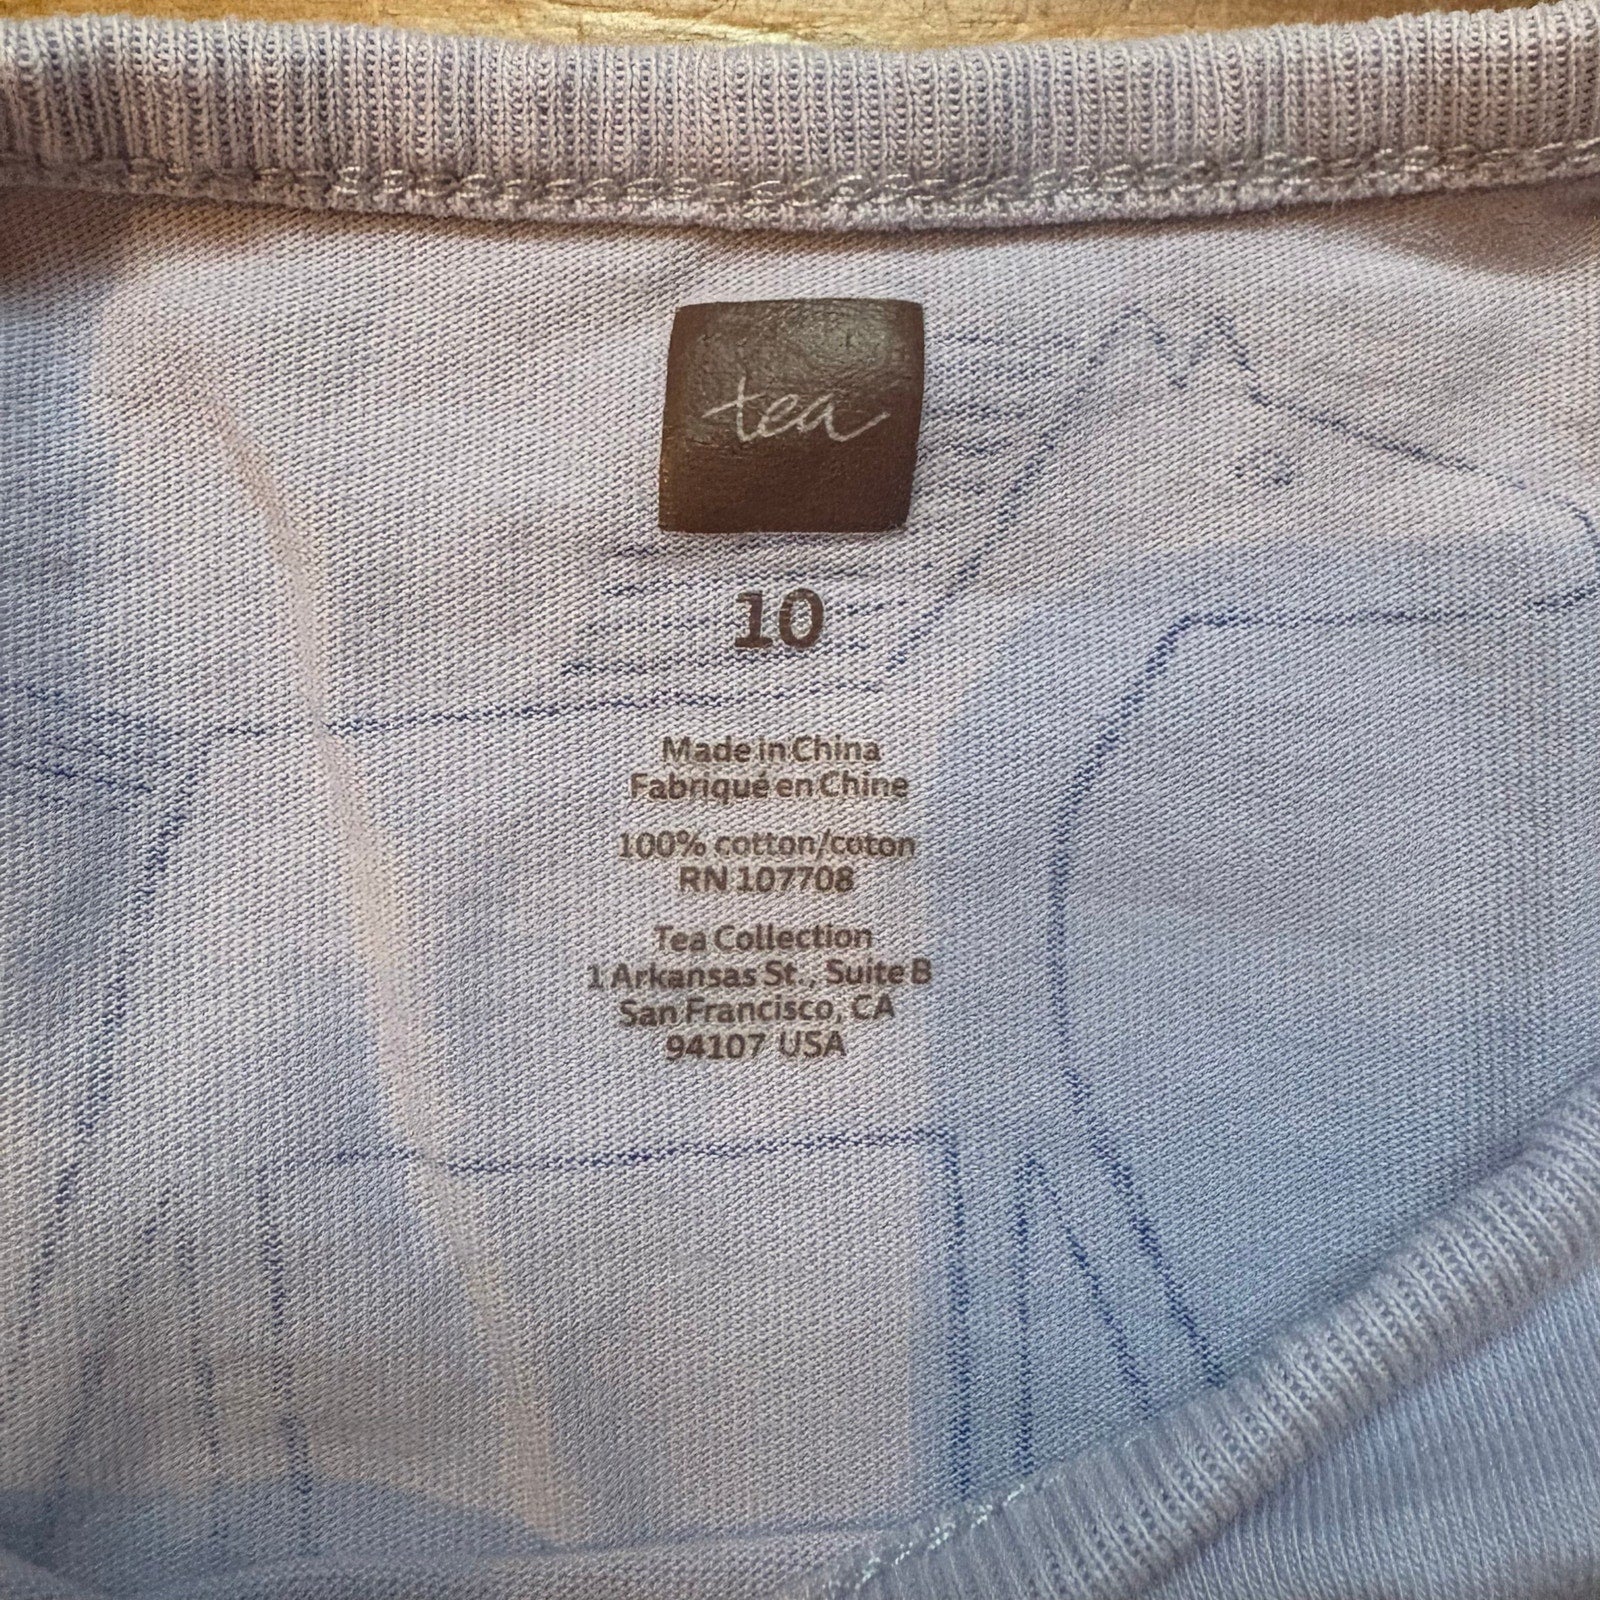 tea
10
Made in China
Fabriqué en Chine
100% cotton/coton
RN 107708
Tea Collection
1 Arkansas St., Suite B
San Francisco, CA
94107 USA